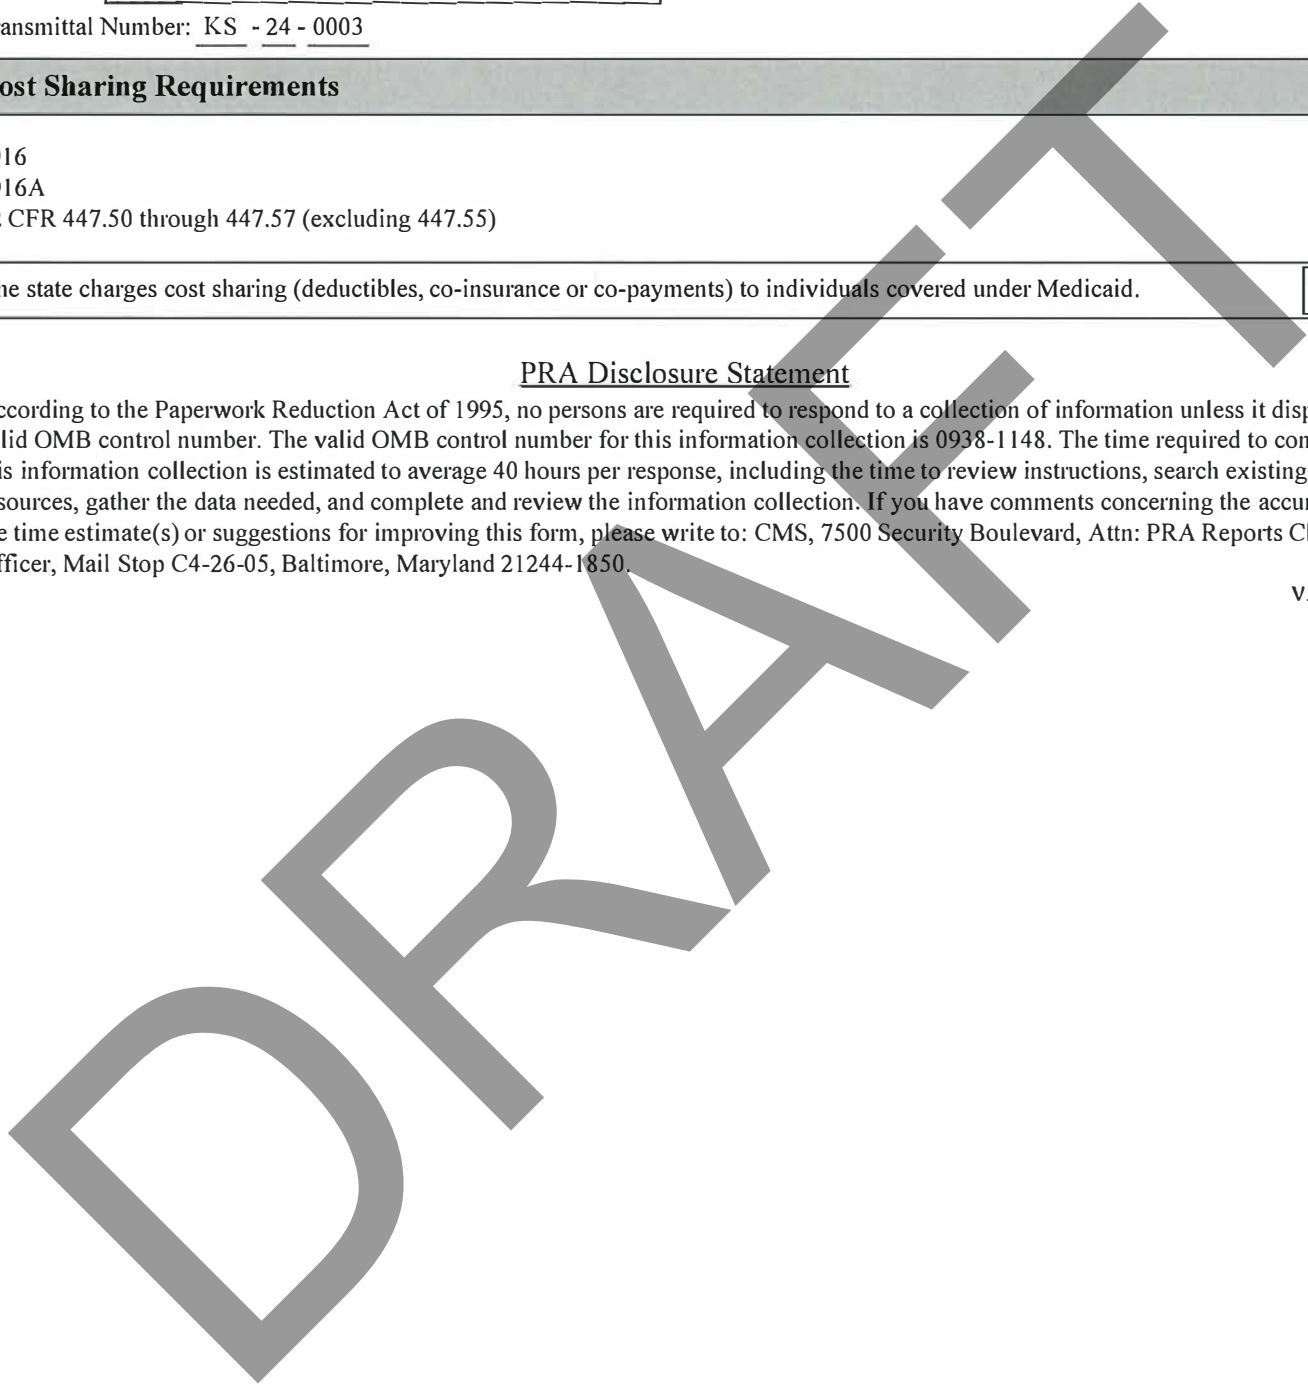 ansmittal Number: KS - 24 - 0003
ost Sharing Requirements
916
916A
CFR 447.50 through 447.57 (excluding 447.55)
he state charges cost sharing (deductibles, co-insurance or co-payments) to individuals covered under Medicaid.
PRA Disclosure Statement
ccording to the Paperwork Reduction Act of 1995, no persons are required to respond to a collection of information unless it disp
lid OMB control number. The valid OMB control number for this information collection is 0938-1148. The time required to con
is information collection is estimated to average 40 hours per response, including the time to review instructions, search existing
sources, gather the data needed, and complete and review the information collection. If you have comments concerning the accu
e time estimate(s) or suggestions for improving this form, please write to: CMS, 7500 Security Boulevard, Attn: PRA Reports Cl
fficer, Mail Stop C4-26-05, Baltimore, Maryland 21244-1850.
v
DRAFT